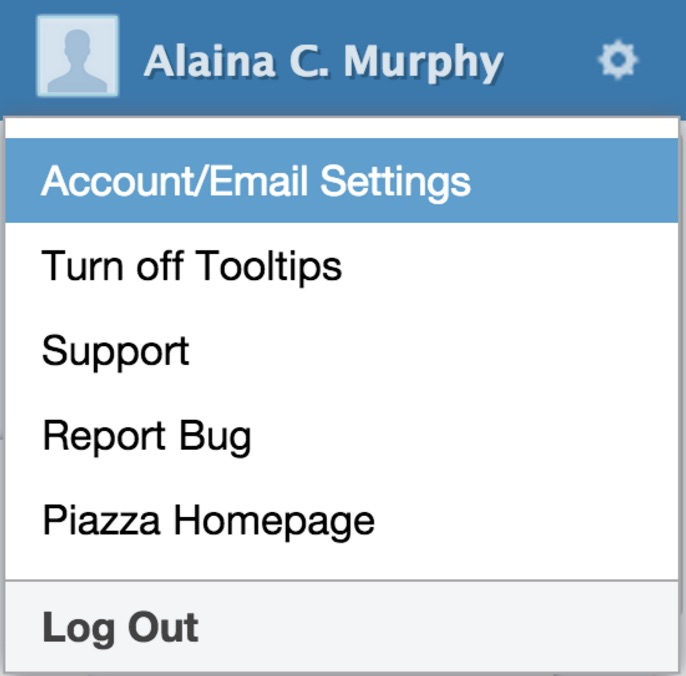 Alaina C. Murphy
Account/Email Settings
Turn off Tooltips
Support
Report Bug
Piazza Homepage
Log Out